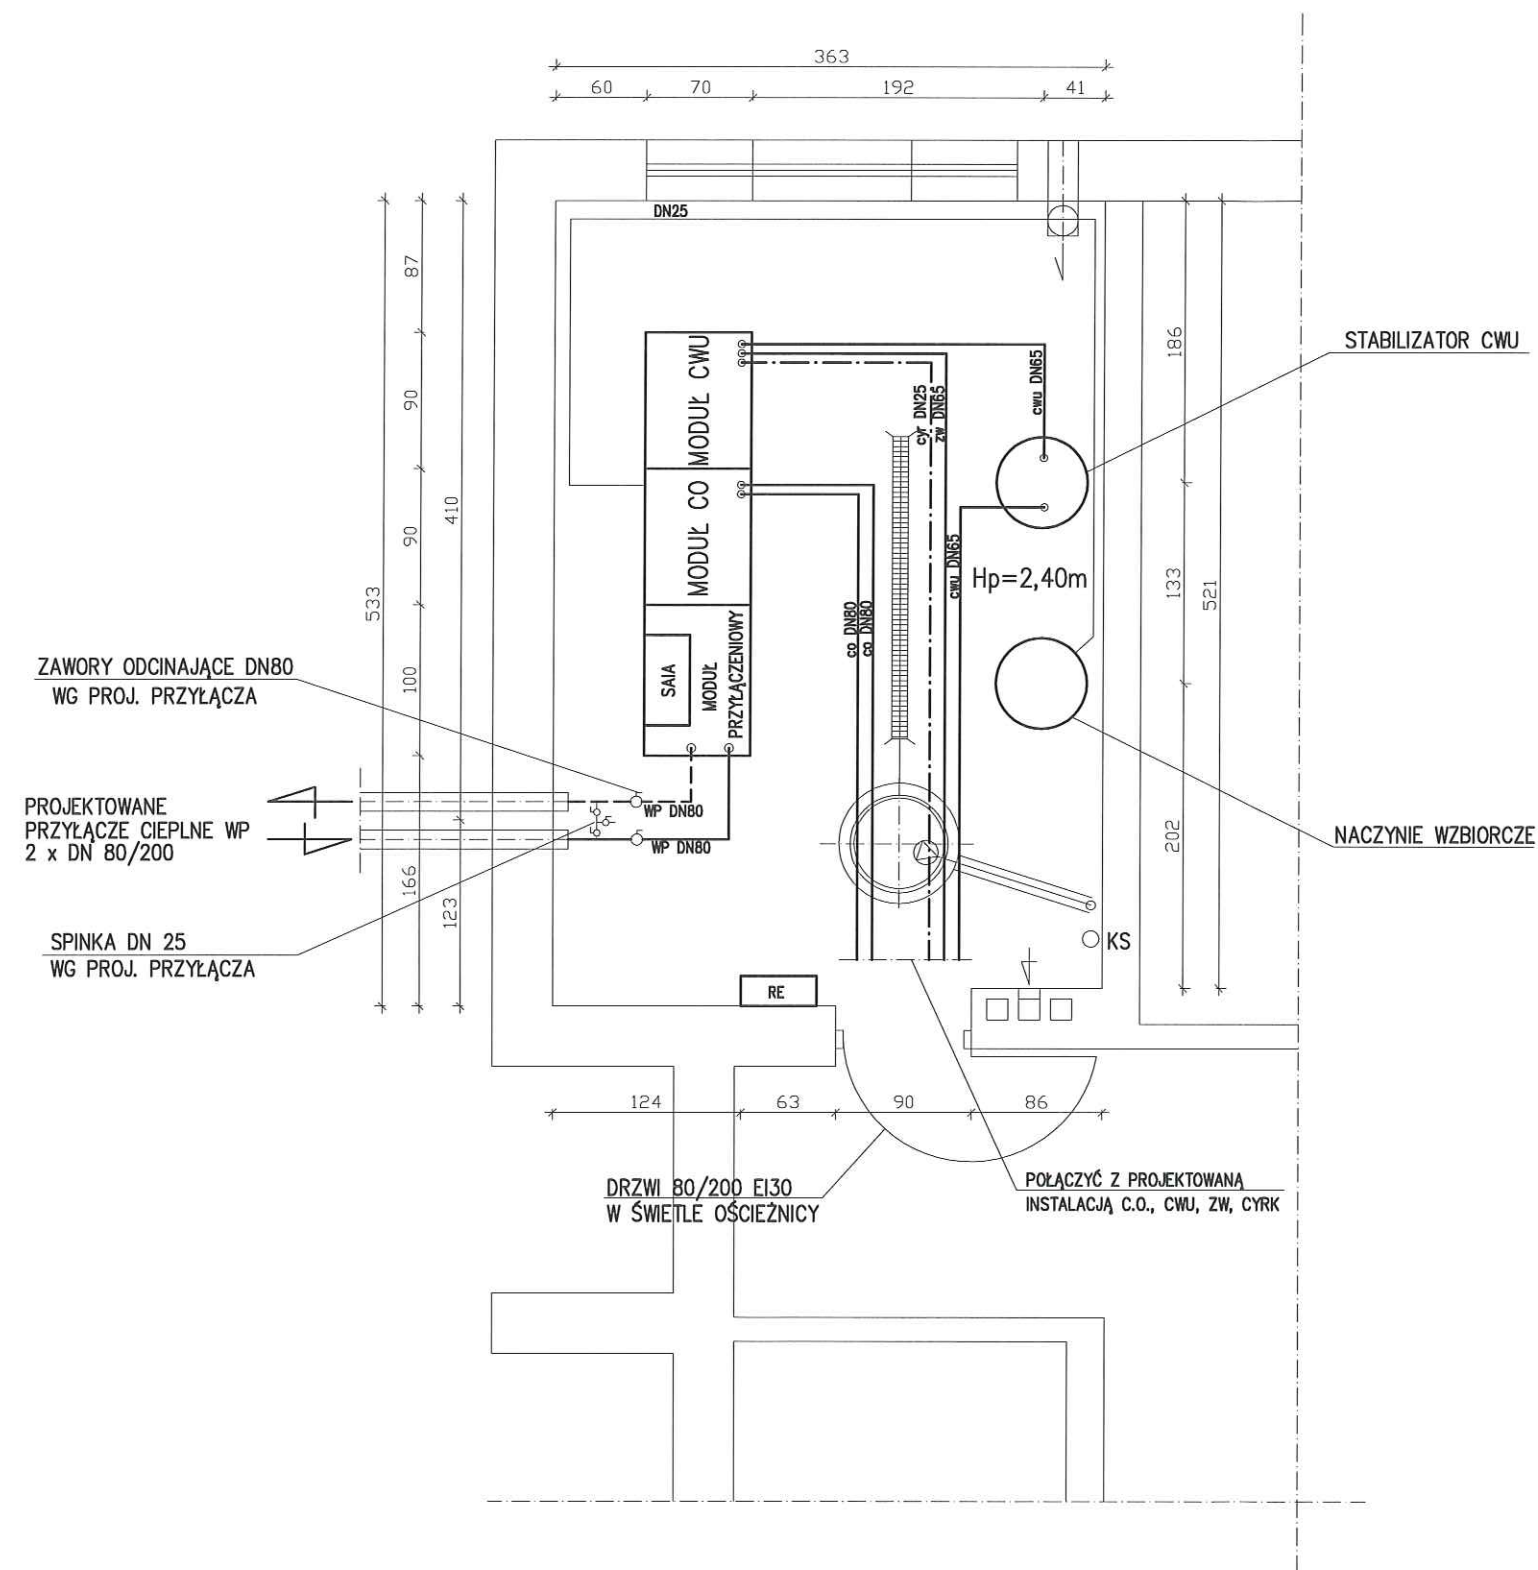 363
60
70
192
41
DN25
87
90
90
100
166
533
410
123
186
133
202
521
MODUŁ CWU
MODUŁ CO
SAIA
MODUŁ
PRZYŁĄCZENIOWY
cwu DN65
cyr DN25
zw DN65
cwu DN65
co DN80
co DN80
Hp=2,40m
STABILIZATOR CWU
NACZYNIE WZBIORCZE
ZAWORY ODCINAJĄCE DN80
WG PROJ. PRZYŁĄCZA
PROJEKTOWANE
PRZYŁĄCZE CIEPLNE WP
2 x DN 80/200
WP DN80
WP DN80
SPINKA DN 25
WG PROJ. PRZYŁĄCZA
KS
RE
124
63
90
86
DRZWI 80/200 EI30
W ŚWIETLE OŚCIEŻNICY
POŁĄCZYĆ Z PROJEKTOWANĄ
INSTALACJĄ C.O., CWU, ZW, CYRK